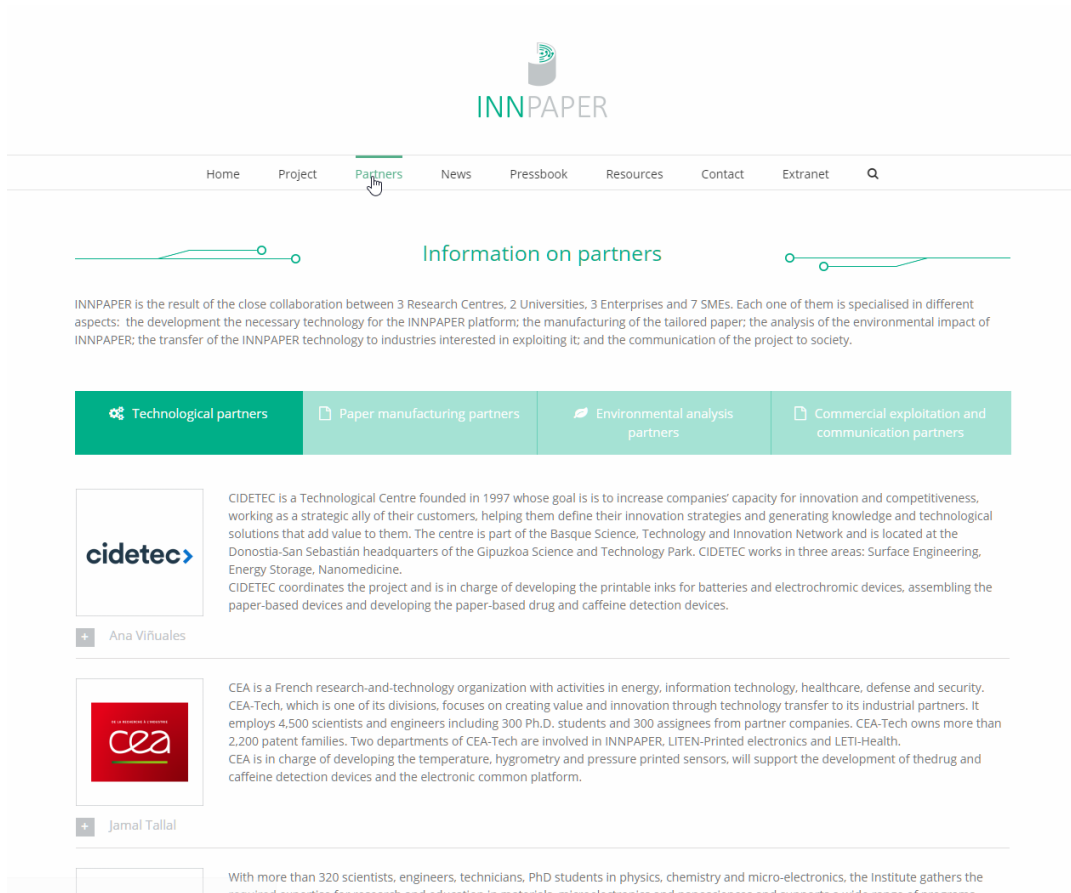 INNPAPER
Home Project Partners News Pressbook Resources Contact Extranet
Information on partners
INNPAPER is the result of the close collaboration between 3 Research Centres, 2 Universities, 3 Enterprises and 7 SMEs. Each one of them is specialised in different
aspects: the development the necessary technology for the INNPAPER platform; the manufacturing of the tailored paper; the analysis of the environmental impact of
INNPAPER; the transfer of the INNPAPER technology to industries interested in exploiting it; and the communication of the project to society.
Technological partners
Paper manufacturing partners
Environmental analysis
partners
Commercial exploitation and
communication partners
cidetec
CIDETEC is a Technological Centre founded in 1997 whose goal is is to increase companies' capacity for innovation and competitiveness,
working as a strategic ally of their customers, helping them define their innovation strategies and generating knowledge and technological
solutions that add value to them. The centre is part of the Basque Science, Technology and Innovation Network and is located at the
Donostia-San Sebastián headquarters of the Gipuzkoa Science and Technology Park. CIDETEC works in three areas: Surface Engineering,
Energy Storage, Nanomedicine.
CIDETEC coordinates the project and is in charge of developing the printable inks for batteries and electrochromic devices, assembling the
paper-based devices and developing the paper-based drug and caffeine detection devices.
+ Ana Viñuales
DE LA RECHERCHE À L'INDUSTRIE
cea
CEA is a French research-and-technology organization with activities in energy, information technology, healthcare, defense and security.
CEA-Tech, which is one of its divisions, focuses on creating value and innovation through technology transfer to its industrial partners. It
employs 4,500 scientists and engineers including 300 Ph.D. students and 300 assignees from partner companies. CEA-Tech owns more than
2,200 patent families. Two departments of CEA-Tech are involved in INNPAPER, LITEN-Printed electronics and LETI-Health.
CEA is in charge of developing the temperature, hygrometry and pressure printed sensors, will support the development of thedrug and
caffeine detection devices and the electronic common platform.
+ Jamal Tallal
With more than 320 scientists, engineers, technicians, PhD students in physics, chemistry and micro-electronics, the Institute gathers the